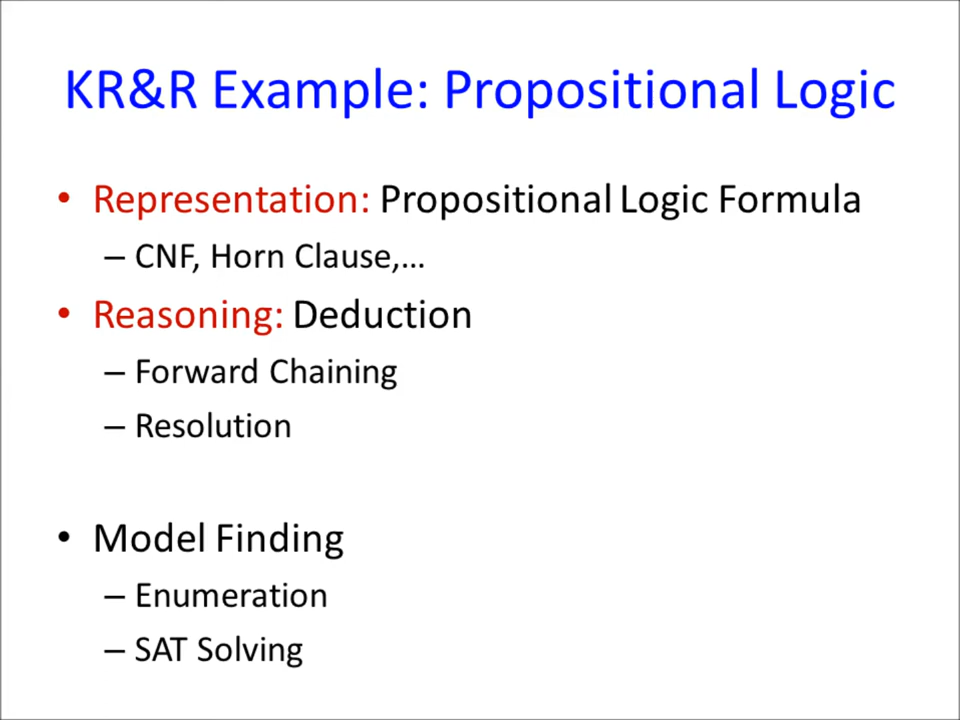 KR&R Example: Propositional Logic
• Representation: Propositional Logic Formula
– CNF, Horn Clause,...
• Reasoning: Deduction
– Forward Chaining
– Resolution
• Model Finding
– Enumeration
– SAT Solving